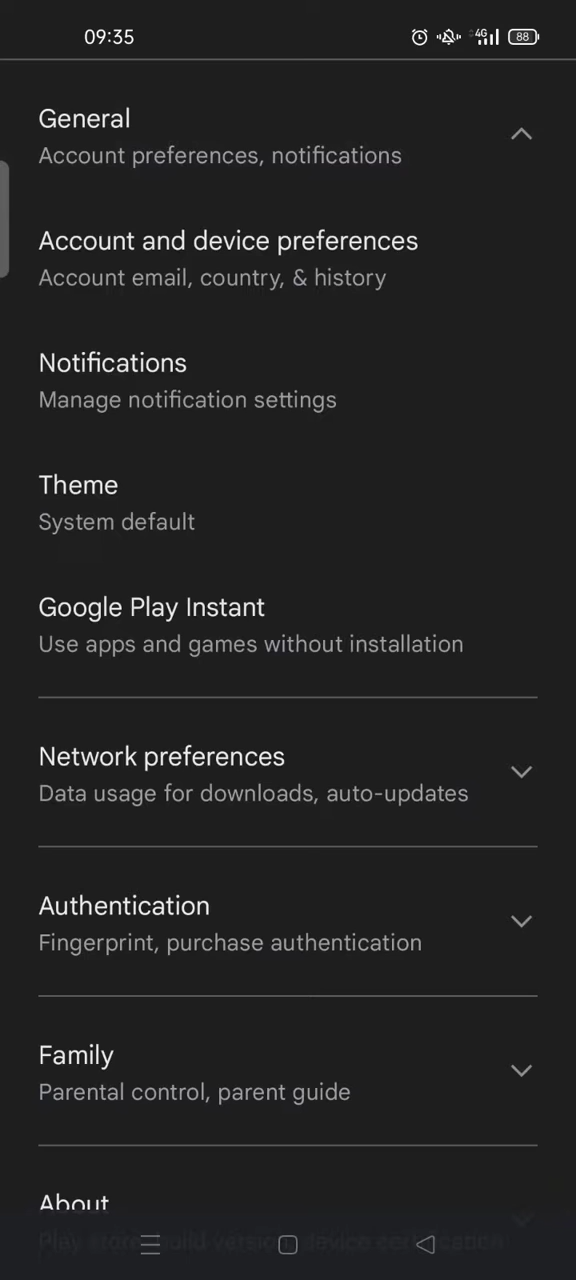 09:35
4G
88
General
Account preferences, notifications
Account and device preferences
Account email, country, & history
Notifications
Manage notification settings
Theme
System default
Google Play Instant
Use apps and games without installation
Network preferences
Data usage for downloads, auto-updates
Authentication
Fingerprint, purchase authentication
Family
Parental control, parent guide
About